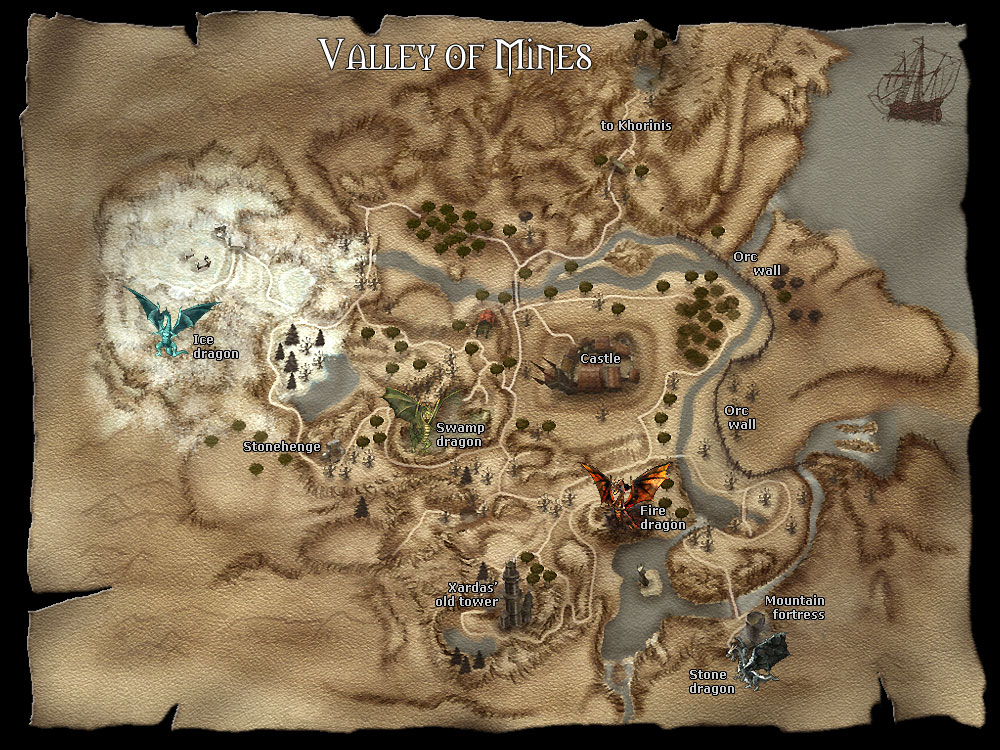 Valley of Mines
to Khorinis
Orc
wall
Ice
dragon
Castle
Orc
wall
Swamp
dragon
Stonehenge
Fire
dragon
Xardas'
old tower
Mountain
fortress
Stone
dragon